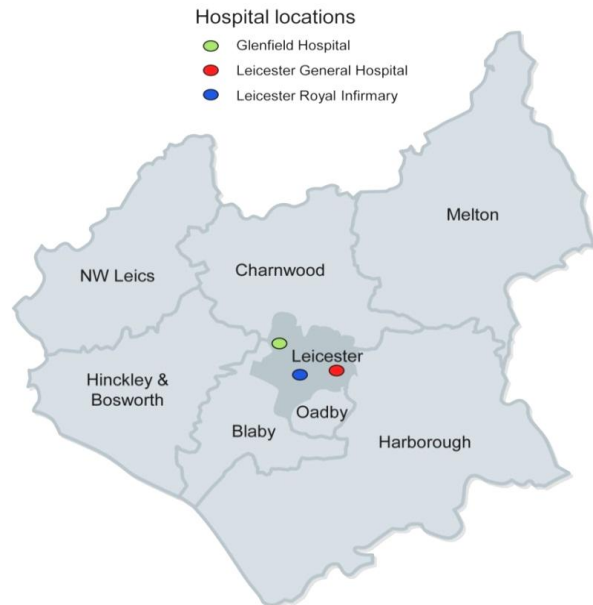 Hospital locations
Glenfield Hospital
Leicester General Hospital
Leicester Royal Infirmary
Melton
NW Leics
Charnwood
Leicester
Hinckley &
Bosworth
Oadby
Blaby
Harborough